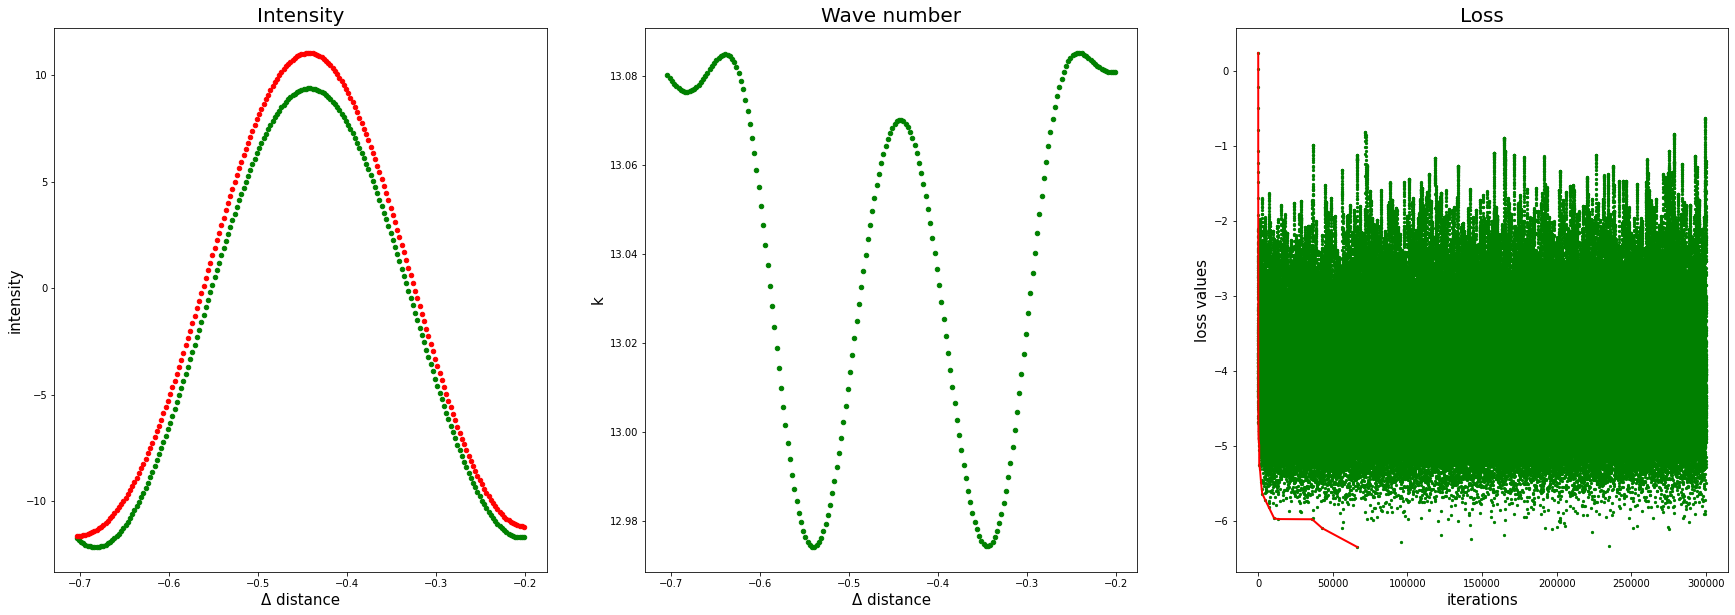 Intensity
intensity
10
5
0
−5
−10
−0.7 −0.6 −0.5 −0.4 −0.3 −0.2
Δ distance
Wave number
k
13.08
13.06
13.04
13.02
13.00
12.98
−0.7 −0.6 −0.5 −0.4 −0.3 −0.2
Δ distance
Loss
loss values
0
−1
−2
−3
−4
−5
−6
0 50000 100000 150000 200000 250000 300000
iterations